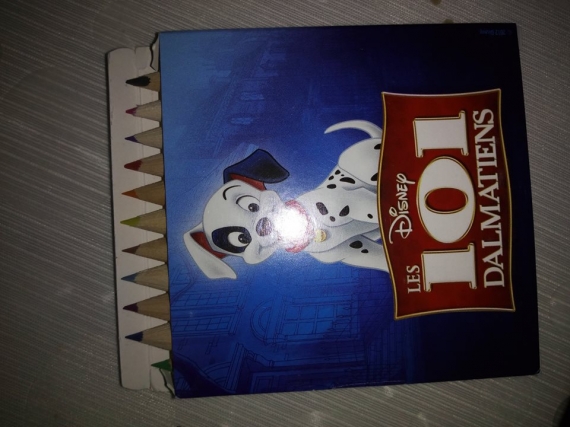 Disney
LES
101
DALMATIENS